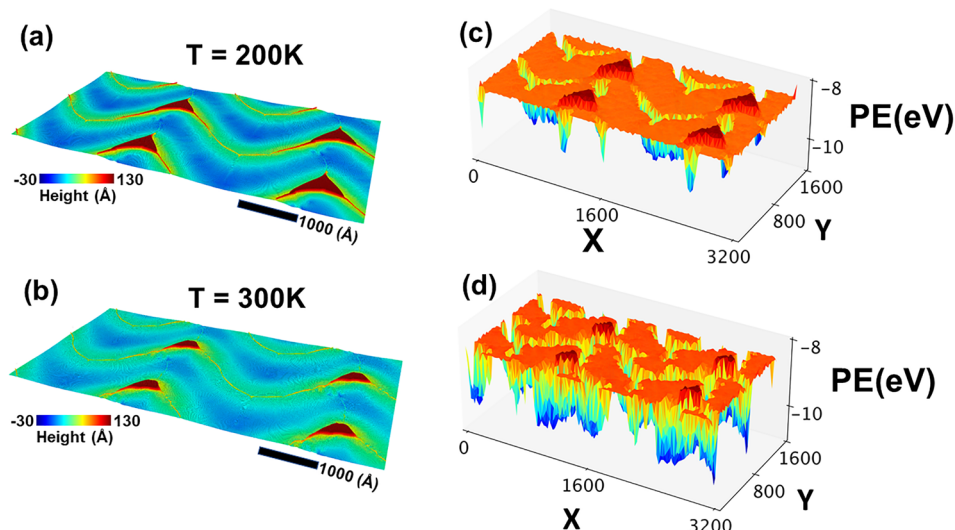 (a)
T = 200K
-30 130
Height (Å)
1000 (Å)
(b)
T = 300K
-30 130
Height (Å)
1000 (Å)
(c)
-8
PE(eV)
-10
1600
0
800
Y
1600
X
3200
(d)
-8
PE(eV)
-10
1600
0
800
Y
1600
X
3200